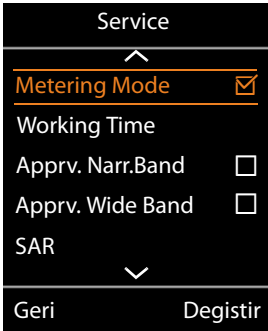 Service
Metering Mode
Working Time
Apprv. Narr.Band
Apprv. Wide Band
SAR
Geri Degistir